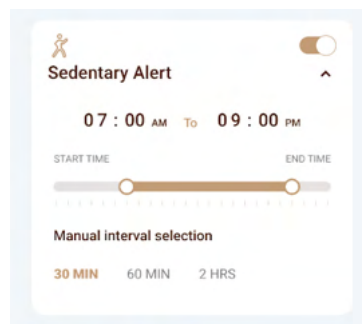 Sedentary Alert
07 : 00 AM To 09 : 00 PM
START TIME END TIME
Manual interval selection
30 MIN 60 MIN 2 HRS